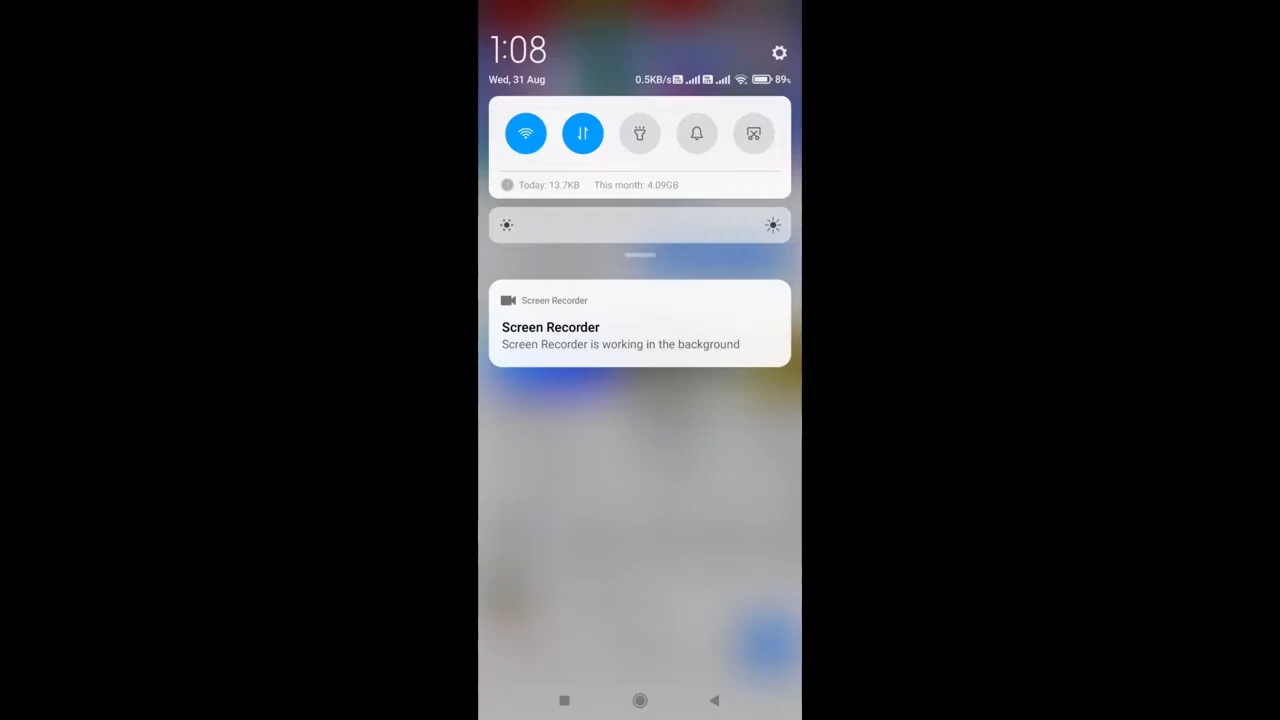 1:08
Wed, 31 Aug 0.5KB/s 89%
Today: 13.7KB This month: 4.09GB
Screen Recorder
Screen Recorder
Screen Recorder is working in the background